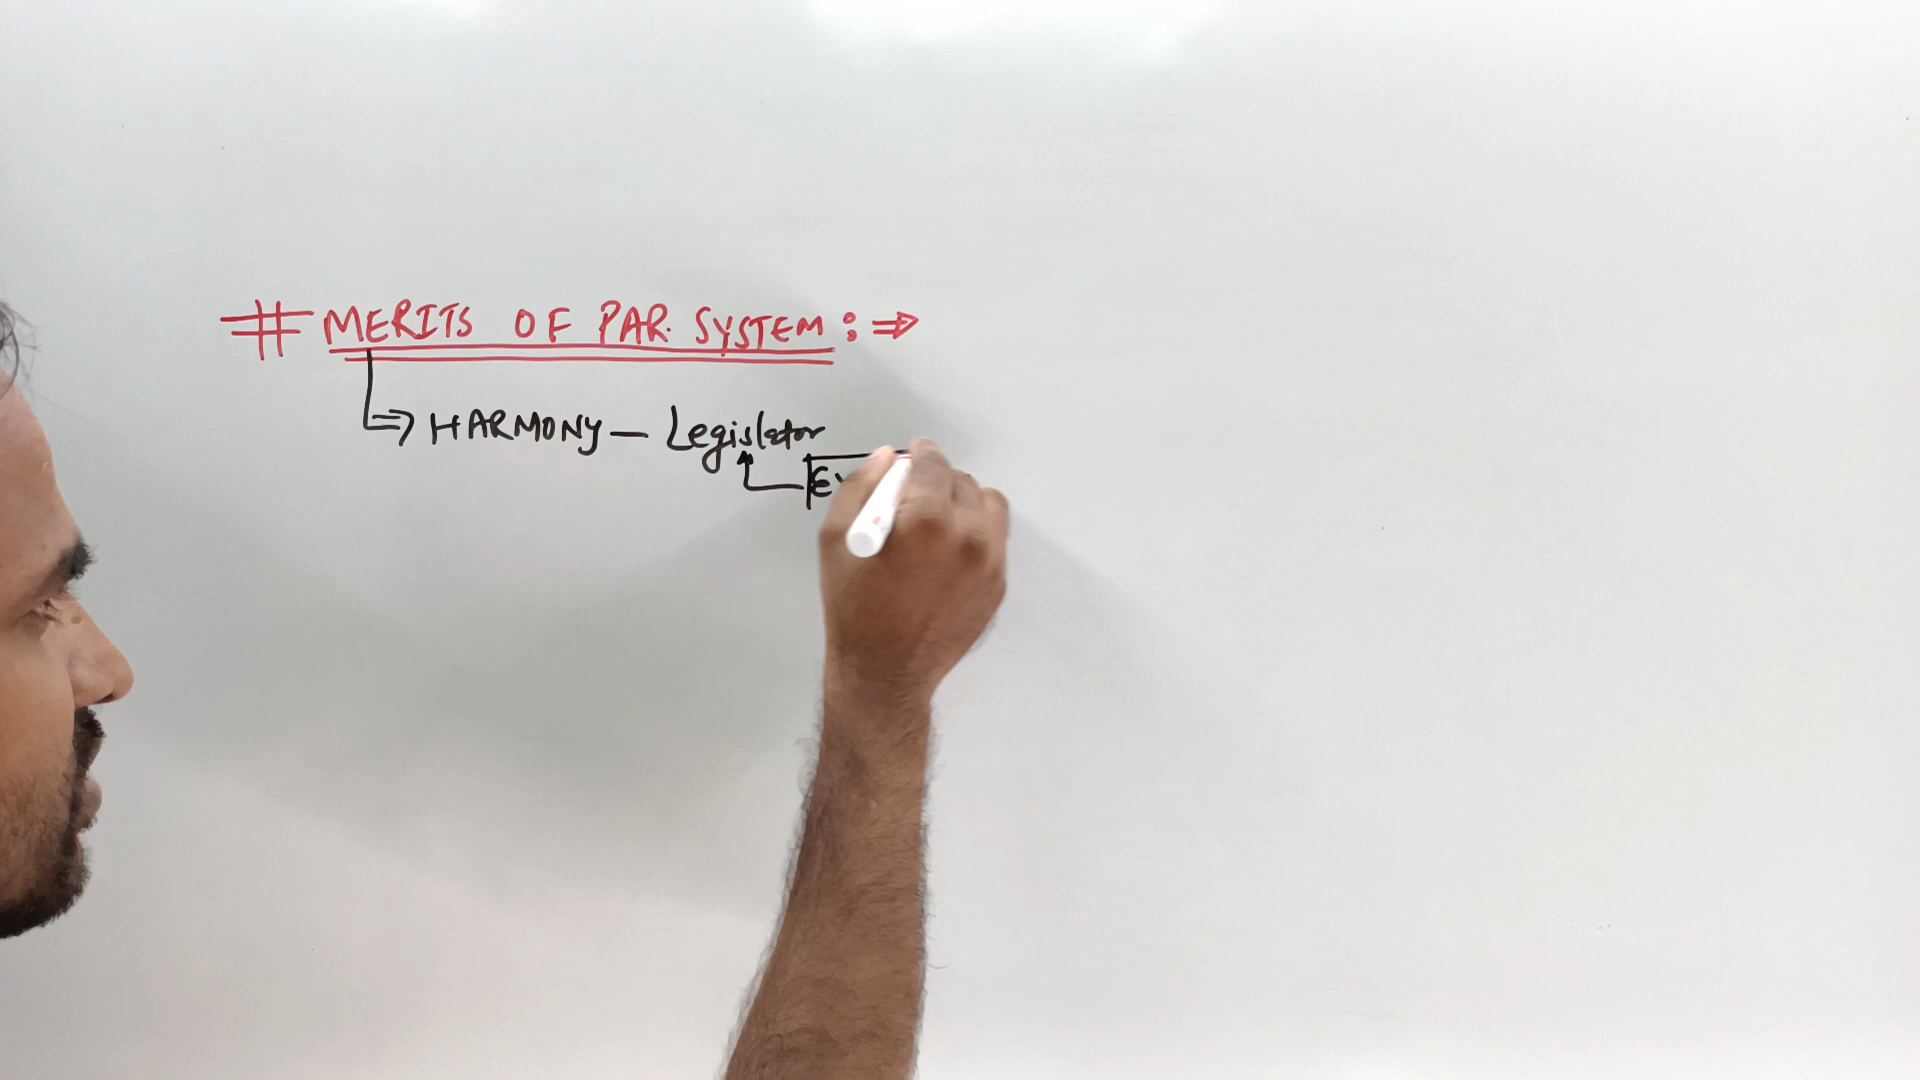 # MERITS OF PAR. SYSTEM : ⇒
⇒ HARMONY — Legislator